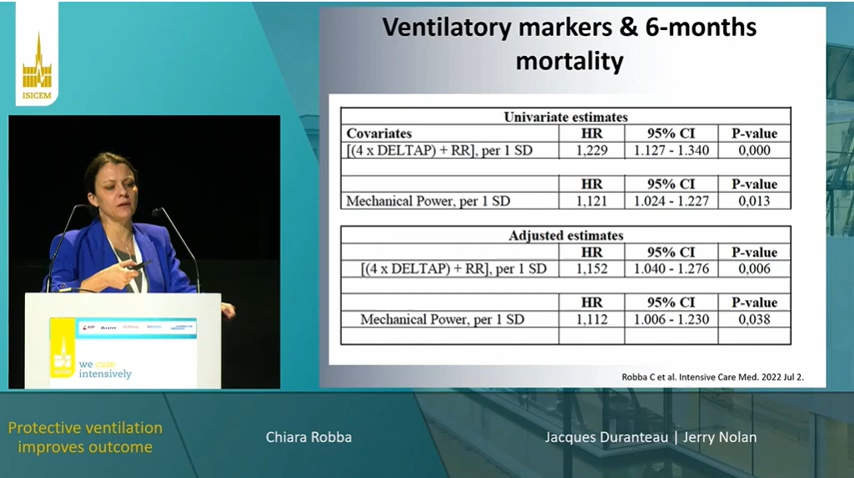 ISICEM
Ventilatory markers & 6-months
mortality
Univariate estimates
Covariates HR 95% CI P-value
[(4 x DELTAP) + RR], per 1 SD 1,229 1.127 - 1.340 0,000
HR 95% CI P-value
Mechanical Power, per 1 SD 1,121 1.024 - 1.227 0,013
Adjusted estimates
HR 95% CI P-value
[(4 x DELTAP) + RR], per 1 SD 1,152 1.040 - 1.276 0,006
HR 95% CI P-value
Mechanical Power, per 1 SD 1,112 1.006 - 1.230 0,038
Robba C et al. Intensive Care Med. 2022 Jul 2.
we care
intensively
Protective ventilation
improves outcome
Chiara Robba
Jacques Duranteau | Jerry Nolan